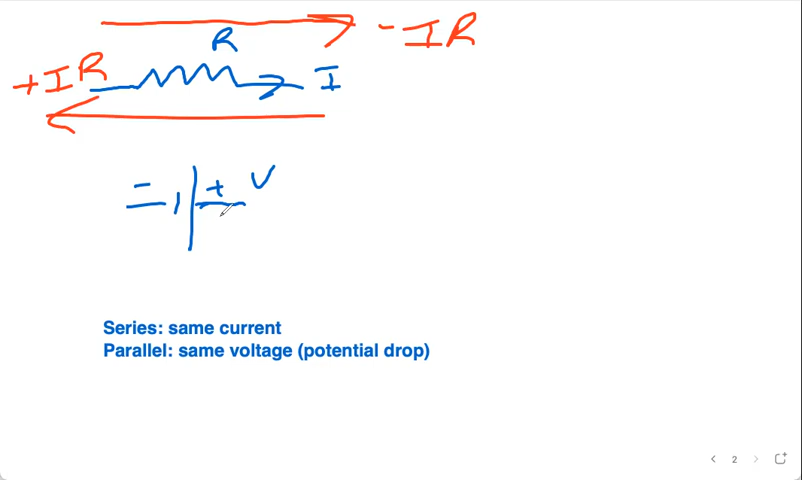 - IR
R
+IR
I
- + V
Series: same current
Parallel: same voltage (potential drop)
2